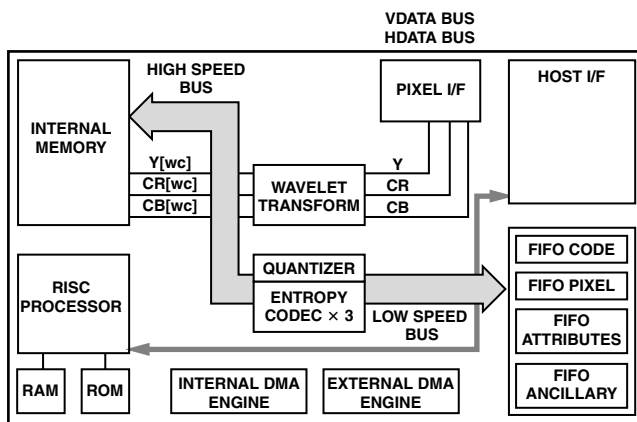 VDATA BUS
HDATA BUS
HIGH SPEED
BUS
PIXEL I/F
HOST I/F
INTERNAL
MEMORY
Y[wc]
CR[wc]
CB[wc]
WAVELET
TRANSFORM
Y
CR
CB
RISC
PROCESSOR
QUANTIZER
ENTROPY
CODEC × 3
LOW SPEED
BUS
FIFO CODE
FIFO PIXEL
FIFO
ATTRIBUTES
FIFO
ANCILLARY
RAM
ROM
INTERNAL DMA
ENGINE
EXTERNAL DMA
ENGINE